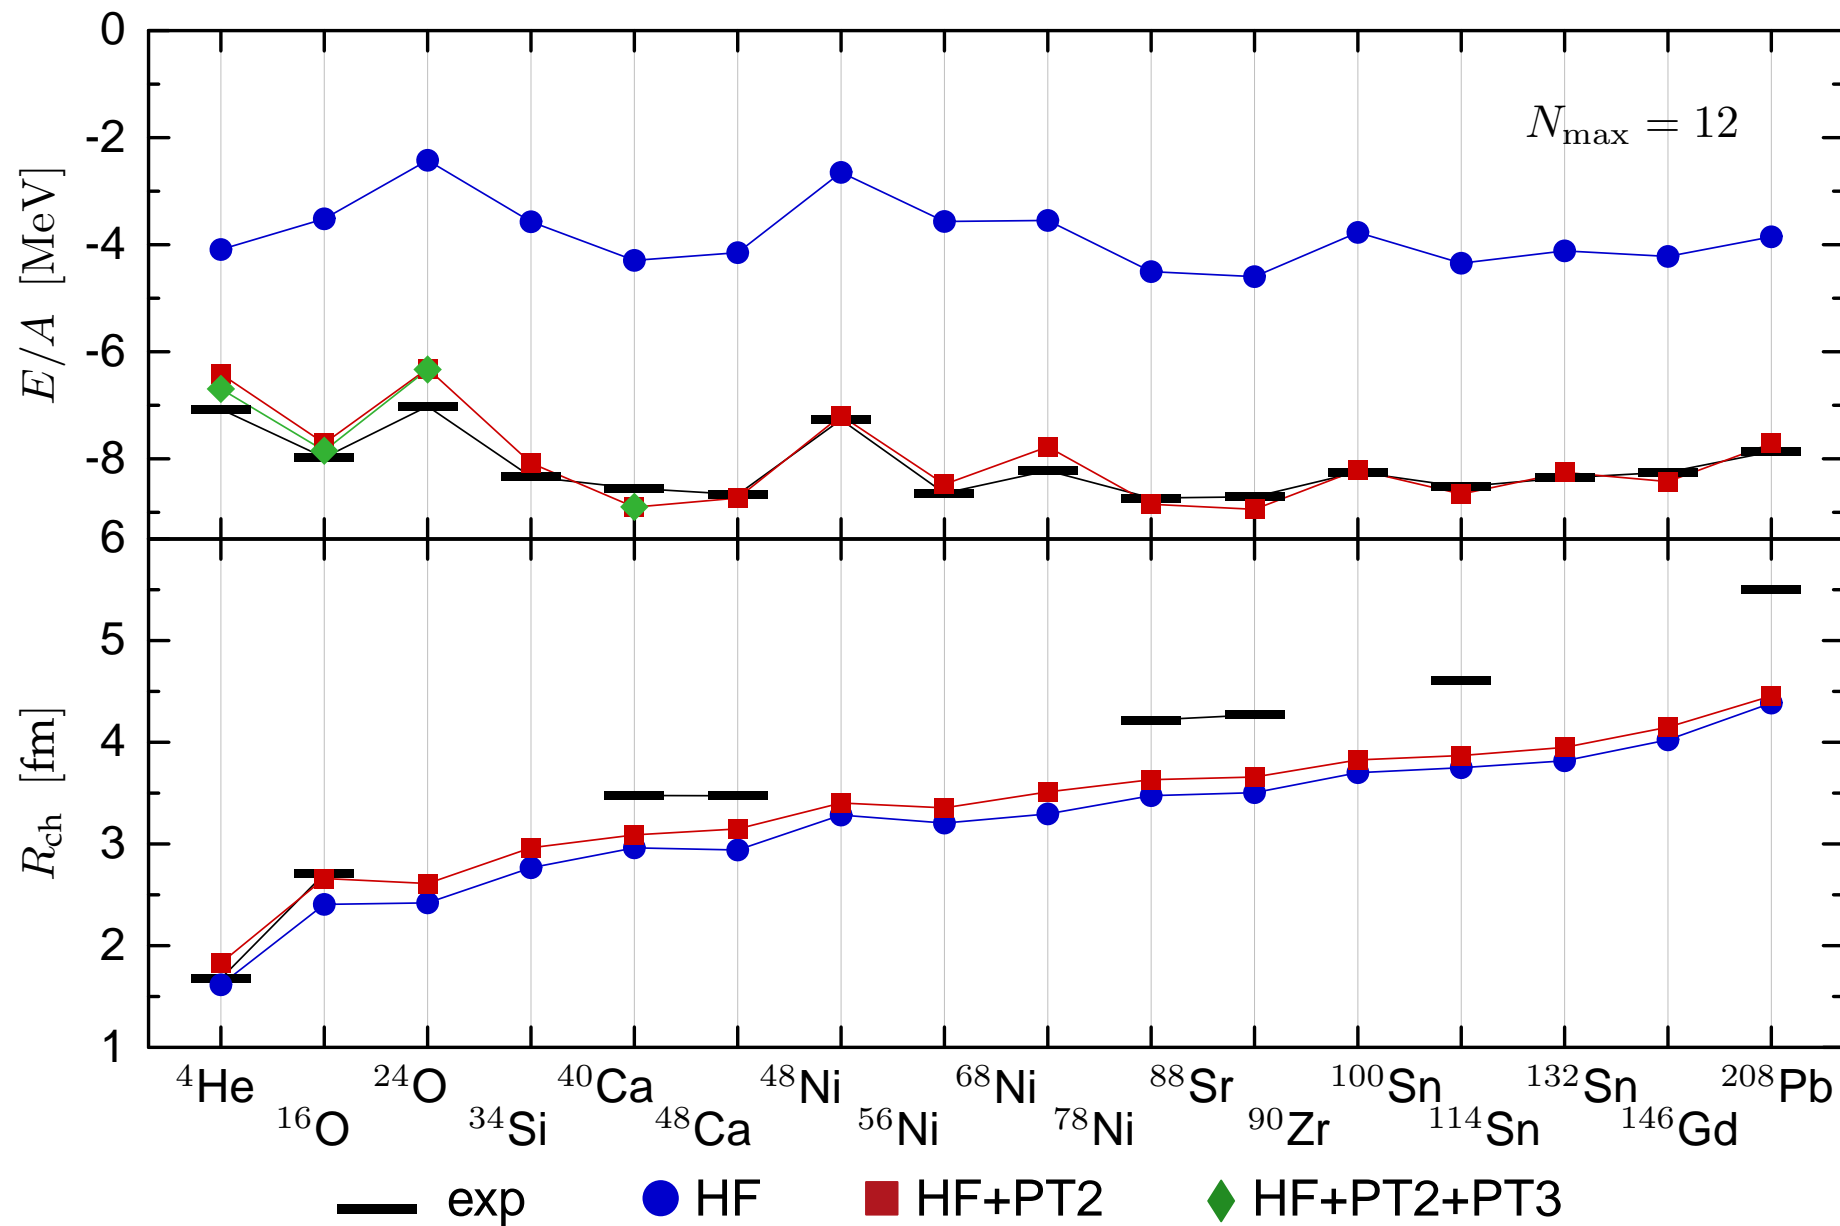 0
-2
-4
-6
-8
E/A [MeV]
N_max = 12
6
5
4
3
2
1
R_ch [fm]
⁴He ²⁴O ⁴⁰Ca ⁴⁸Ni ⁶⁸Ni ⁸⁸Sr ¹⁰⁰Sn ¹³²Sn ²⁰⁸Pb
¹⁶O ³⁴Si ⁴⁸Ca ⁵⁶Ni ⁷⁸Ni ⁹⁰Zr ¹¹⁴Sn ¹⁴⁶Gd
exp HF HF+PT2 HF+PT2+PT3